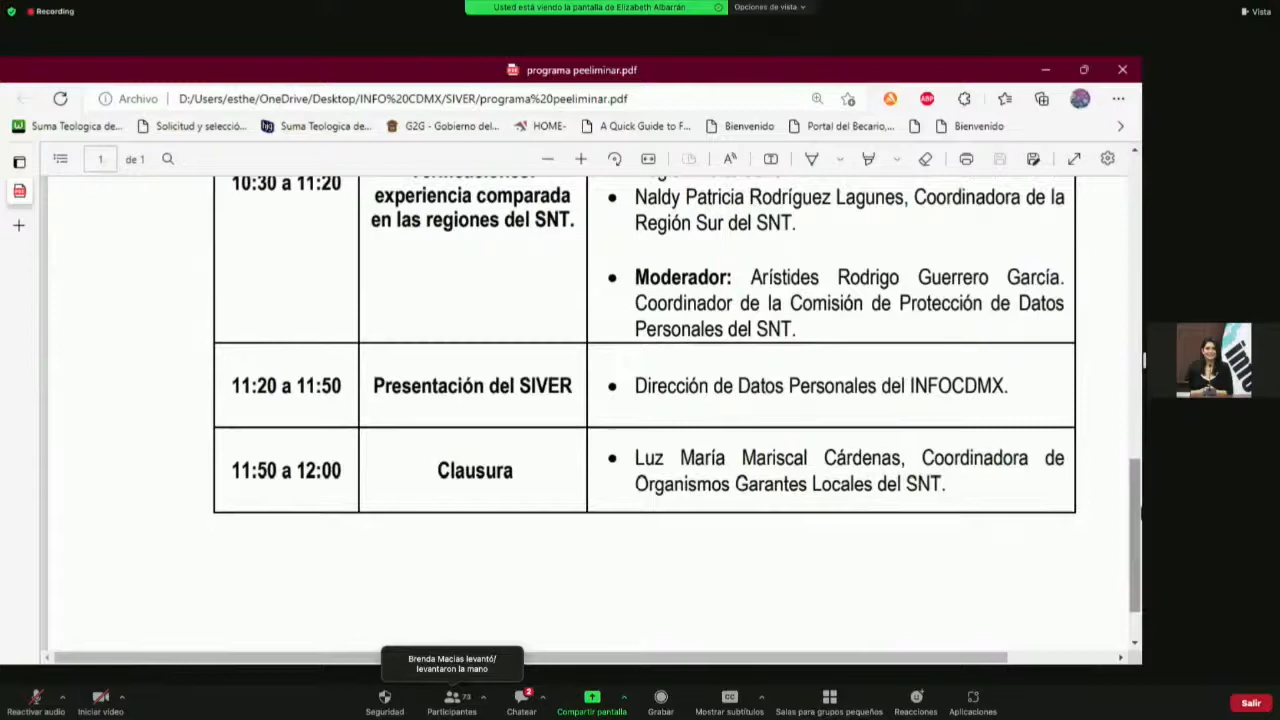 Recording
Usted está viendo la pantalla de Elizabeth Albarrán
Opciones de vista
Vista
programa peeliminar.pdf
Archivo
D:/Users/esthe/OneDrive/Desktop/INFO%20CDMX/SIVER/programa%20peeliminar.pdf
ABP
Suma Teologica de...
Solicitud y selecció...
Suma Teologica de...
G2G - Gobierno del...
HOME-
A Quick Guide to F...
Bienvenido
Portal del Becario,...
Bienvenido
1
de 1
10:30 a 11:20
experiencia comparada
en las regiones del SNT.
• Naldy Patricia Rodríguez Lagunes, Coordinadora de la
Región Sur del SNT.
• Moderador: Arístides Rodrigo Guerrero García.
Coordinador de la Comisión de Protección de Datos
Personales del SNT.
11:20 a 11:50
Presentación del SIVER
• Dirección de Datos Personales del INFOCDMX.
11:50 a 12:00
Clausura
• Luz María Mariscal Cárdenas, Coordinadora de
Organismos Garantes Locales del SNT.
Brenda Macias levantó/
levantaron la mano
Reactivar audio
Iniciar video
Seguridad
73
Participantes
2
Chatear
Compartir pantalla
Grabar
CC
Mostrar subtítulos
Salas para grupos pequeños
Reacciones
Aplicaciones
Salir